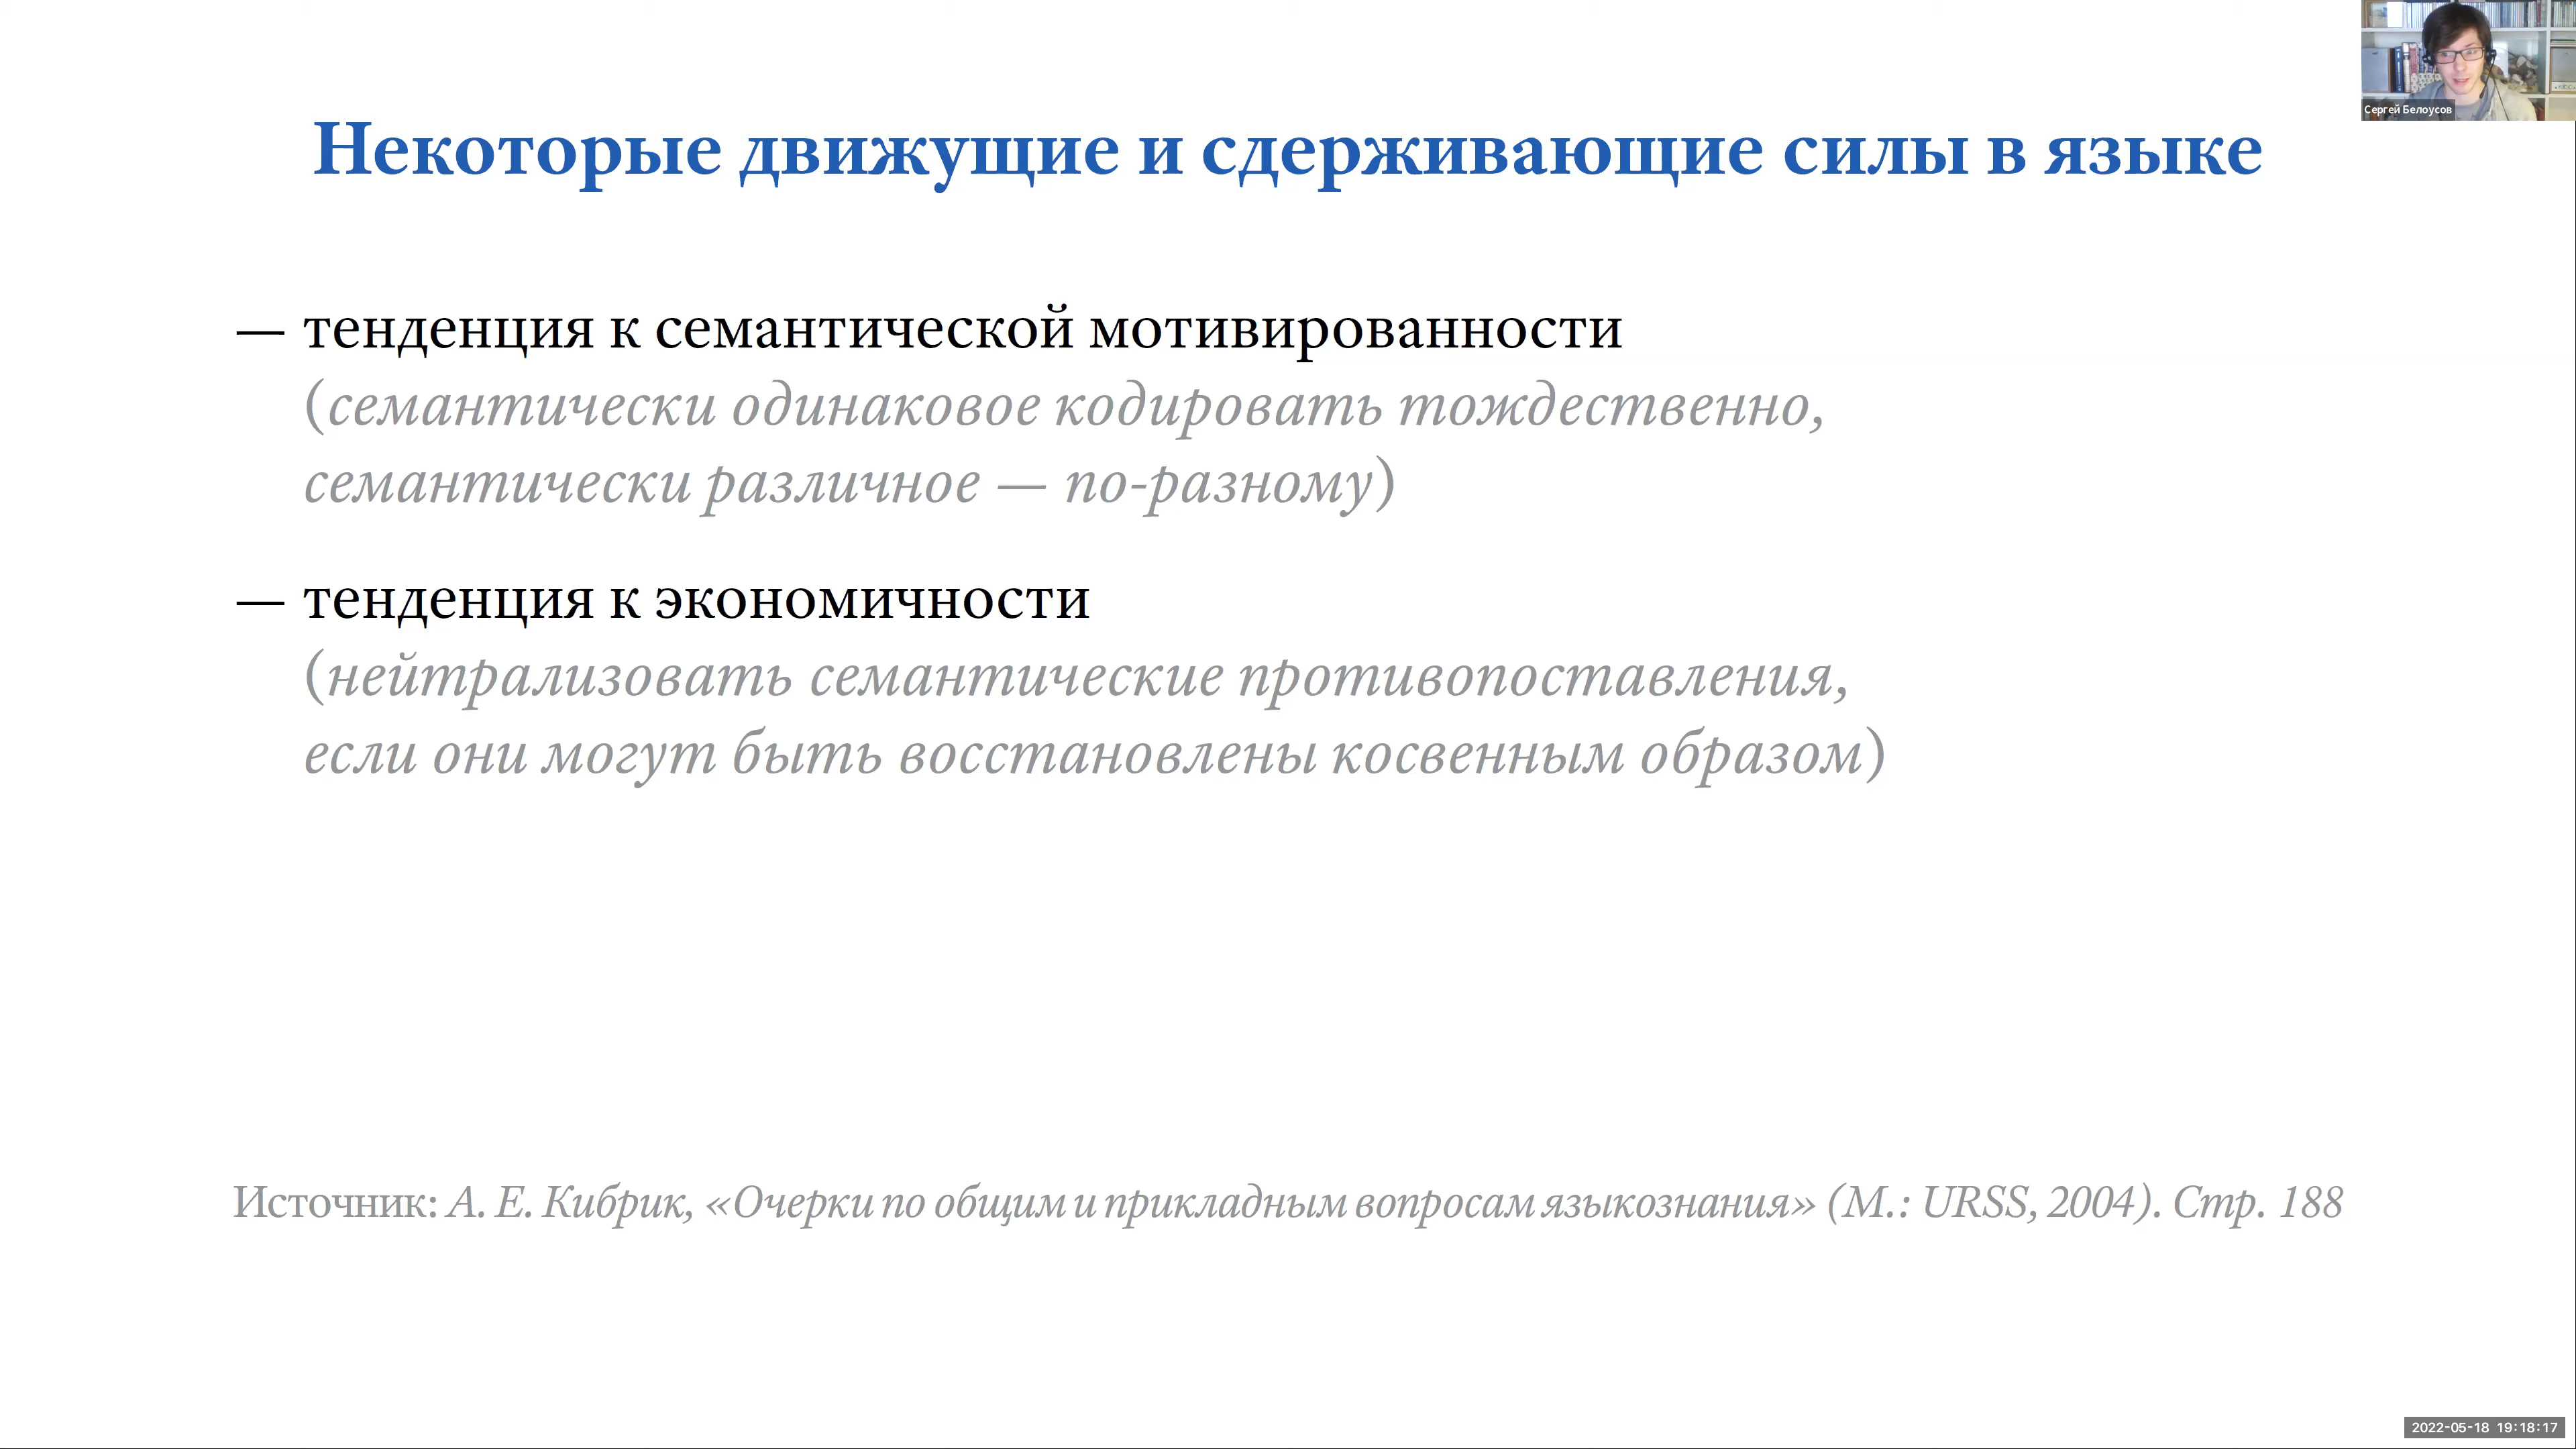 Сергей Белоусов
Некоторые движущие и сдерживающие силы в языке
— тенденция к семантической мотивированности
(семантически одинаковое кодировать тождественно,
семантически различное — по-разному)
— тенденция к экономичности
(нейтрализовать семантические противопоставления,
если они могут быть восстановлены косвенным образом)
Источник: А. Е. Кибрик, «Очерки по общим и прикладным вопросам языкознания» (М.: URSS, 2004). Стр. 188
2022-05-18 19:18:17